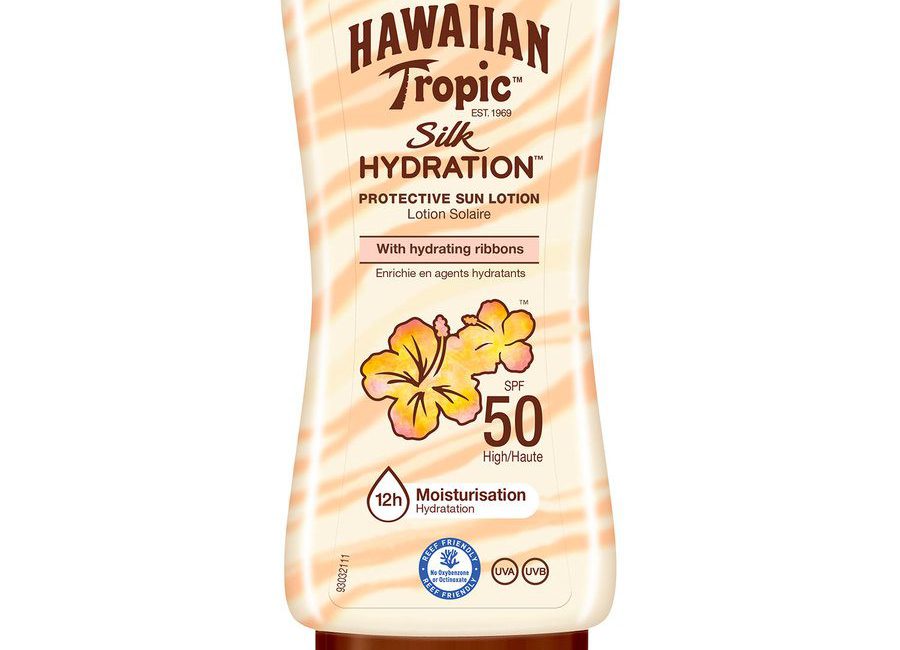 HAWAIIAN
Tropic™
EST. 1969
Silk
HYDRATION™
PROTECTIVE SUN LOTION
Lotion Solaire
With hydrating ribbons
Enrichie en agents hydratants
™
SPF
50
High/Haute
12h
Moisturisation
Hydratation
REEF FRIENDLY
No Oxybenzone
or Octinoxate
REEF FRIENDLY
UVA
UVB
93032111